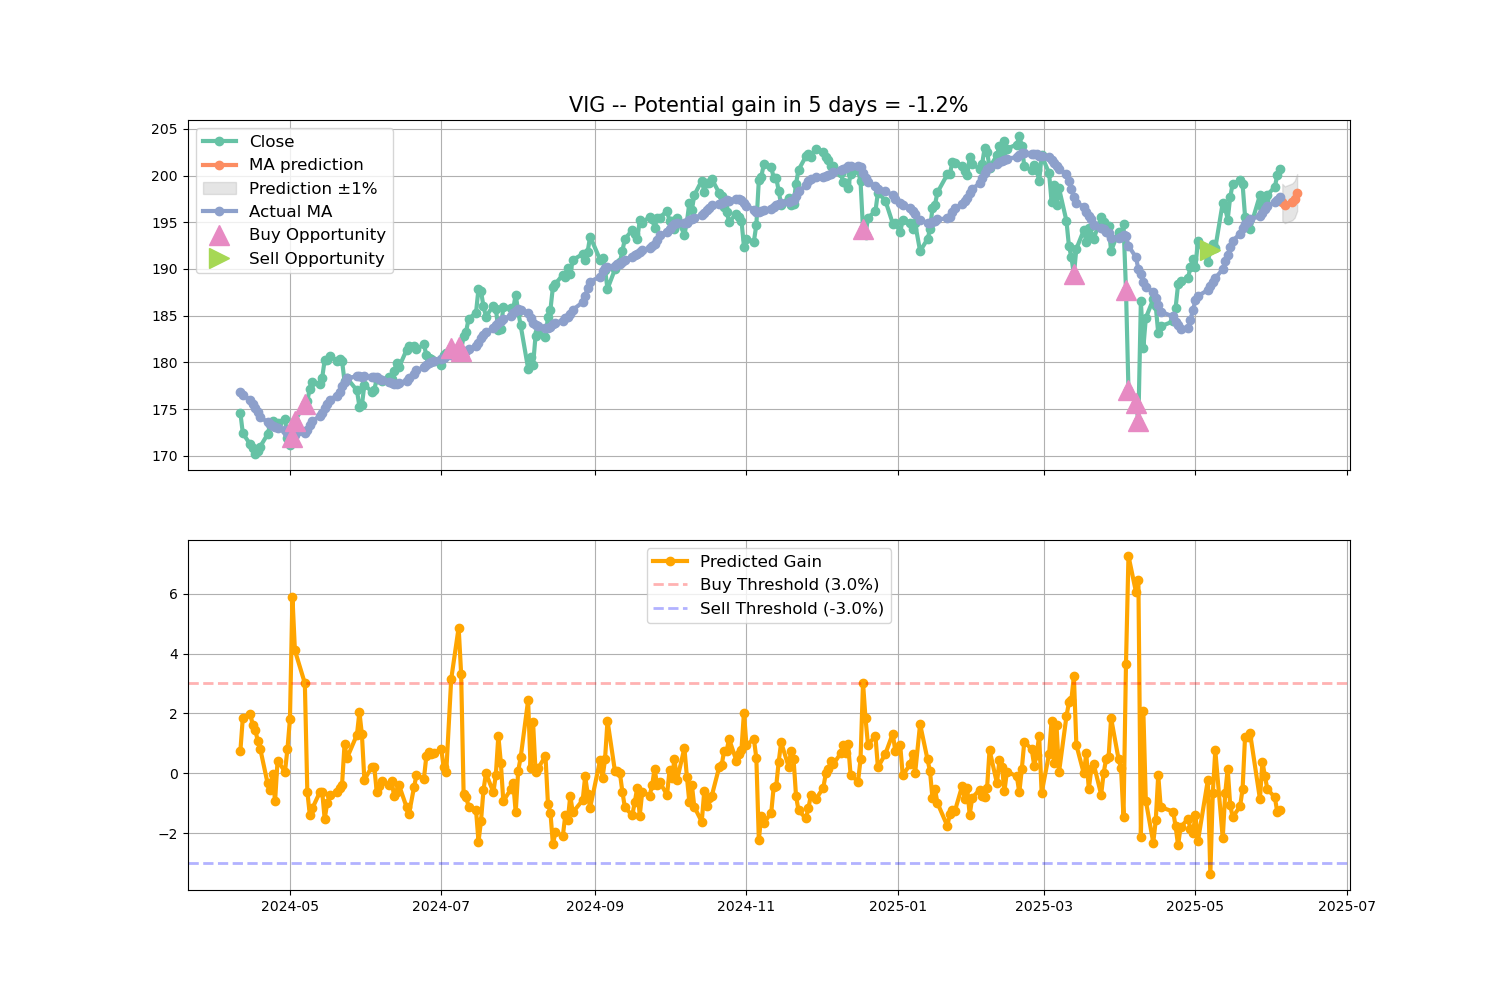 VIG -- Potential gain in 5 days = -1.2%
205
200
195
190
185
180
175
170
Close
MA prediction
Prediction ±1%
Actual MA
Buy Opportunity
Sell Opportunity
6
4
2
0
−2
Predicted Gain
Buy Threshold (3.0%)
Sell Threshold (-3.0%)
2024-05
2024-07
2024-09
2024-11
2025-01
2025-03
2025-05
2025-07